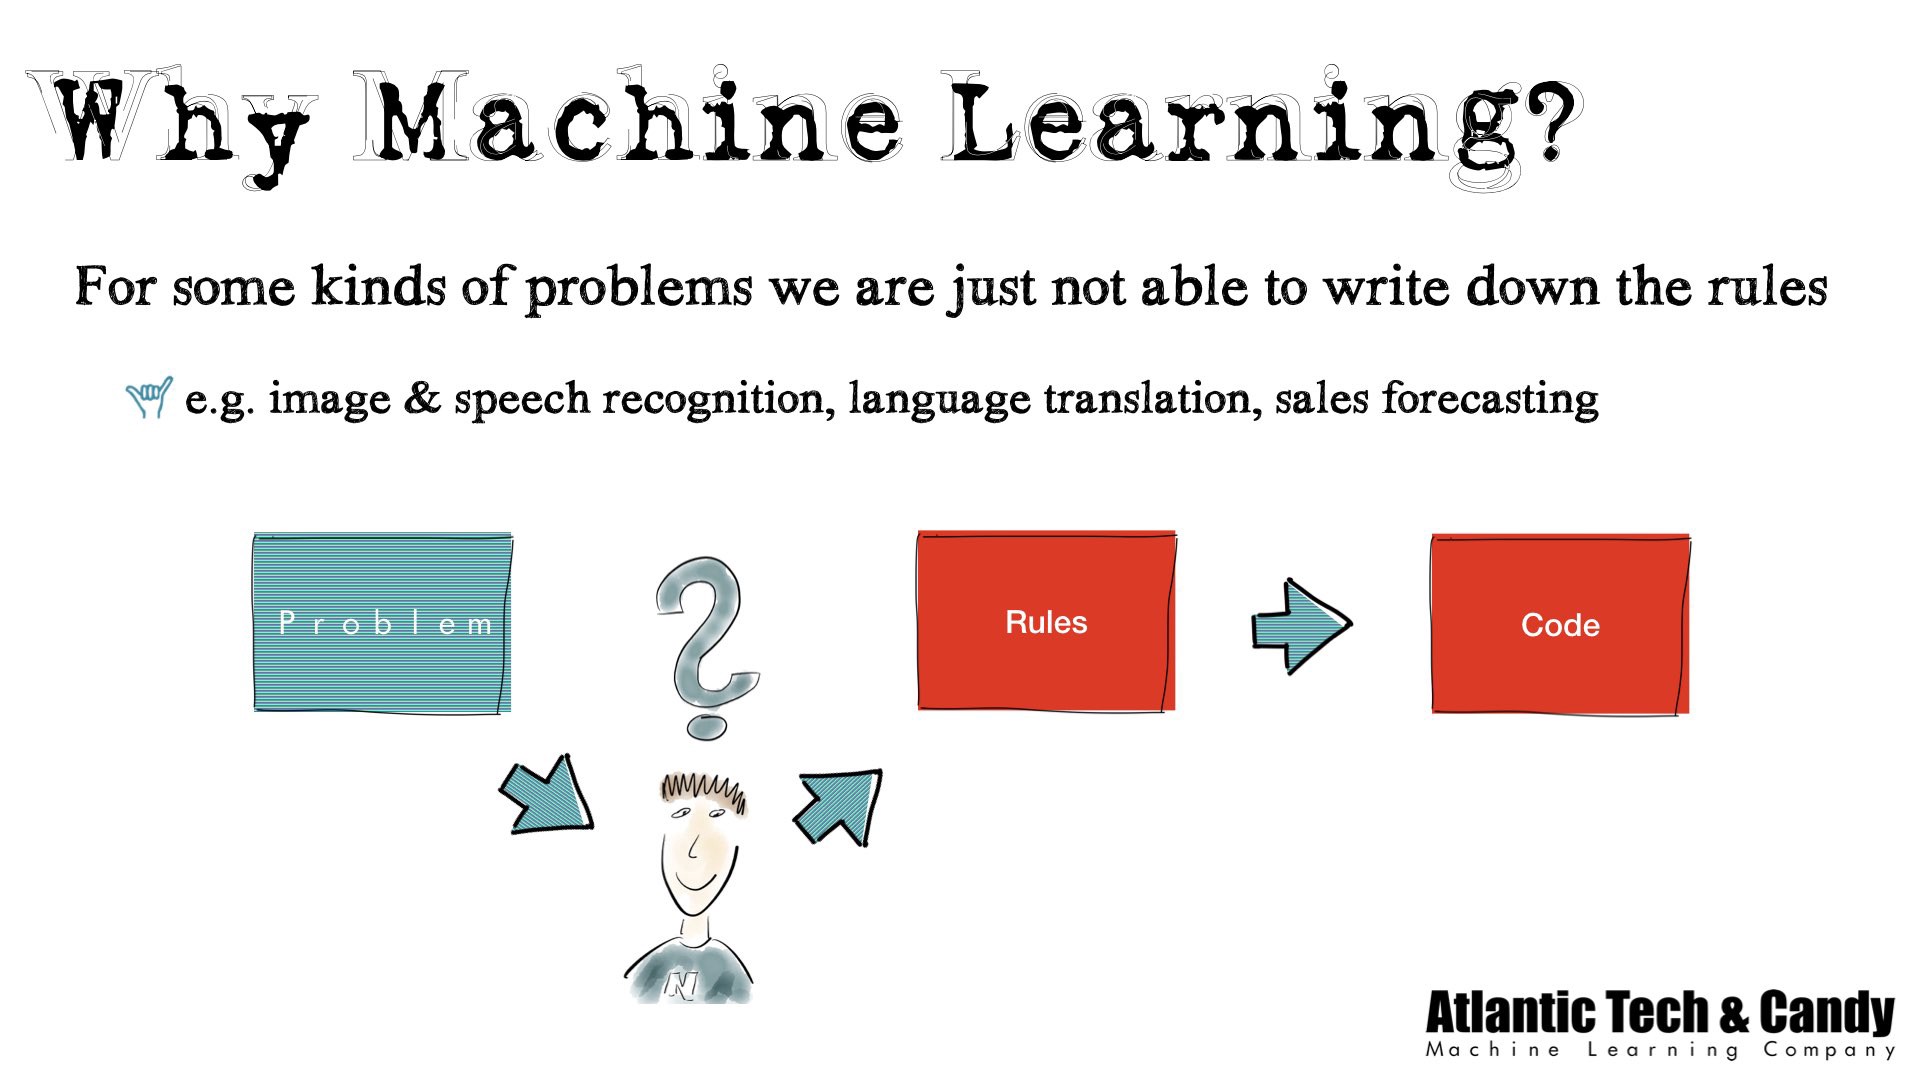 Why Machine Learning?
For some kinds of problems we are just not able to write down the rules
e.g. image & speech recognition, language translation, sales forecasting
Problem
Rules
Code
N
Atlantic Tech & Candy
Machine Learning Company